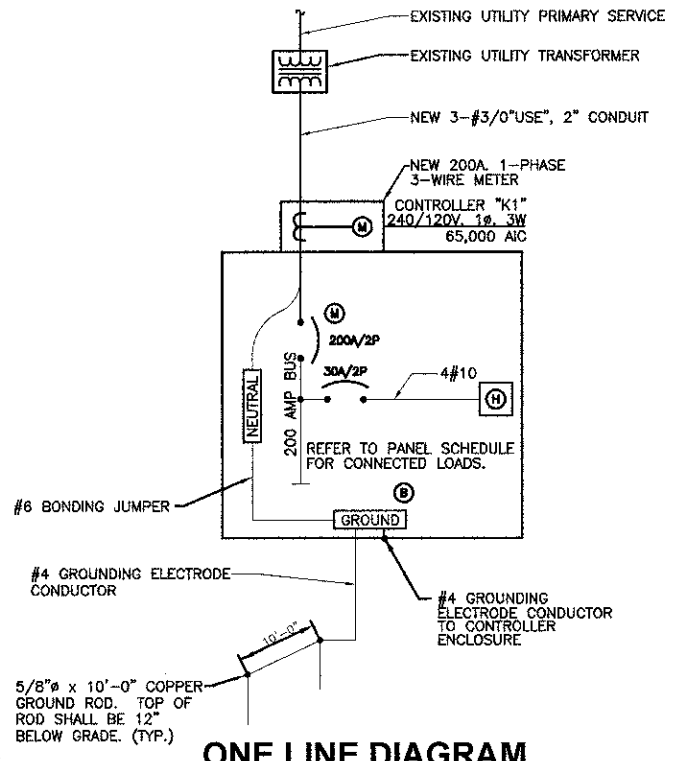 EXISTING UTILITY PRIMARY SERVICE
EXISTING UTILITY TRANSFORMER
NEW 3-#3/0"USE", 2" CONDUIT
NEW 200A. 1-PHASE
3-WIRE METER
CONTROLLER "K1"
240/120V. 1ø. 3W
65,000 AIC
M
M
200A/2P
30A/2P
4#10
H
NEUTRAL
200 AMP BUS
REFER TO PANEL SCHEDULE
FOR CONNECTED LOADS.
#6 BONDING JUMPER
B
GROUND
#4 GROUNDING ELECTRODE
CONDUCTOR
#4 GROUNDING
ELECTRODE CONDUCTOR
TO CONTROLLER
ENCLOSURE
10'-0"
5/8"ø x 10'-0" COPPER
GROUND ROD. TOP OF
ROD SHALL BE 12"
BELOW GRADE. (TYP.)
ONE LINE DIAGRAM